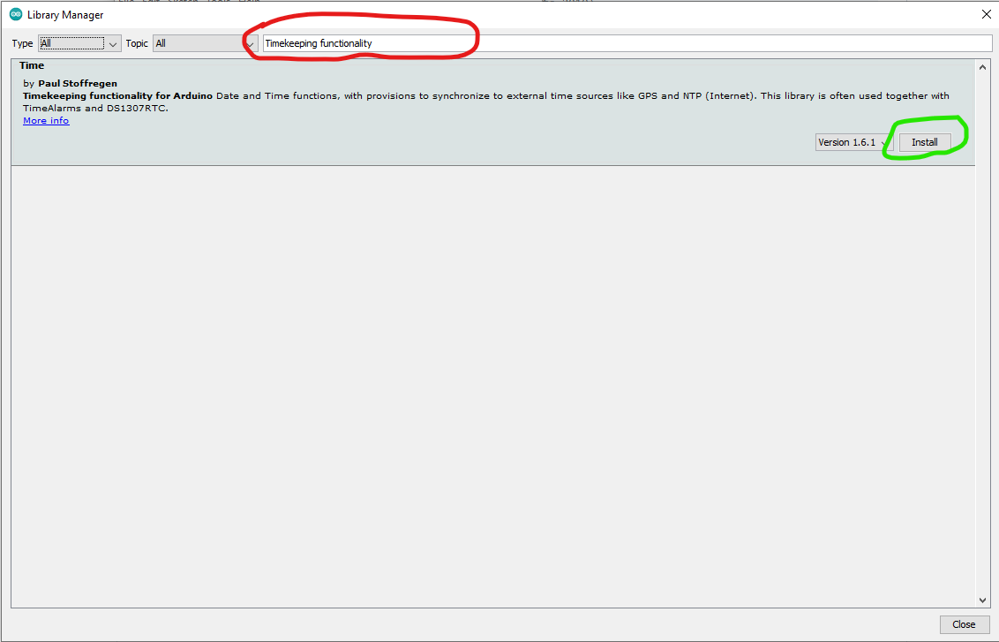 Library Manager
Type All Topic All Timekeeping functionality
Time
by Paul Stoffregen
Timekeeping functionality for Arduino Date and Time functions, with provisions to synchronize to external time sources like GPS and NTP (Internet). This library is often used together with
TimeAlarms and DS1307RTC.
More info
Version 1.6.1 Install
Close